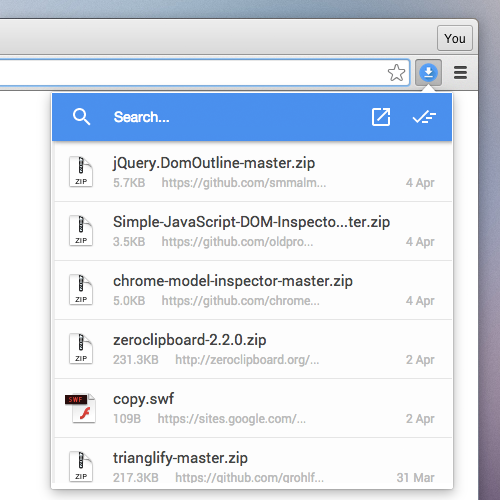 You
Search...
jQuery.DomOutline-master.zip
ZIP
5.7KB https://github.com/smmalm... 4 Apr
Simple-JavaScript-DOM-Inspecto...ter.zip
ZIP
3.5KB https://github.com/oldpro... 4 Apr
chrome-model-inspector-master.zip
ZIP
5.0KB https://github.com/chrome... 4 Apr
zeroclipboard-2.2.0.zip
ZIP
231.3KB http://zeroclipboard.org/... 2 Apr
copy.swf
SWF
109B https://sites.google.com/... 2 Apr
trianglify-master.zip
ZIP
217.3KB https://github.com/qrohlf... 31 Mar